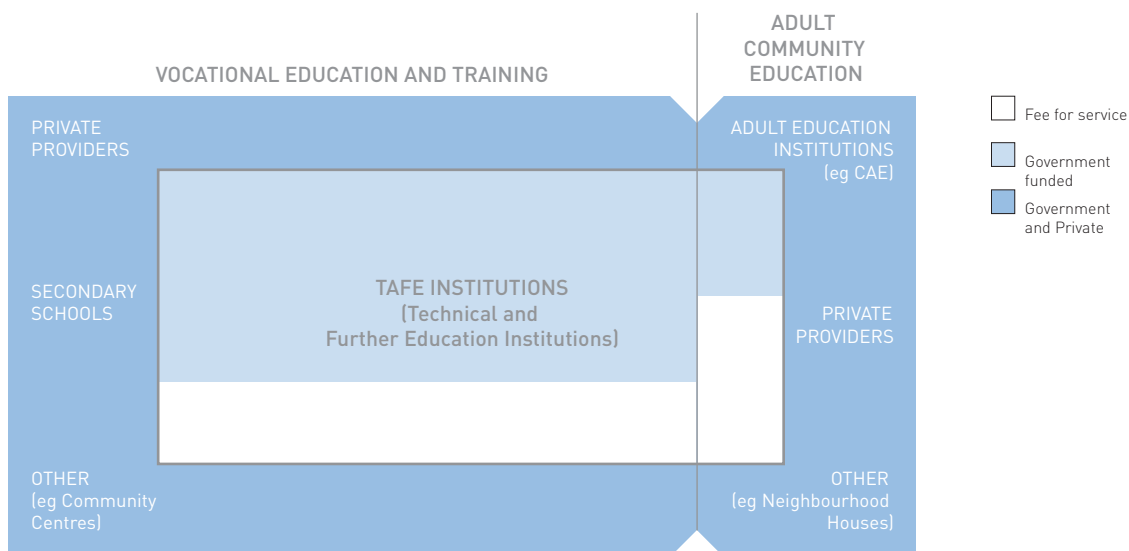 VOCATIONAL EDUCATION AND TRAINING
ADULT
COMMUNITY
EDUCATION
PRIVATE
PROVIDERS
SECONDARY
SCHOOLS
OTHER
(eg Community
Centres)
TAFE INSTITUTIONS
(Technical and
Further Education Institutions)
ADULT EDUCATION
INSTITUTIONS
(eg CAE)
PRIVATE
PROVIDERS
OTHER
(eg Neighbourhood
Houses)
Fee for service
Government
funded
Government
and Private